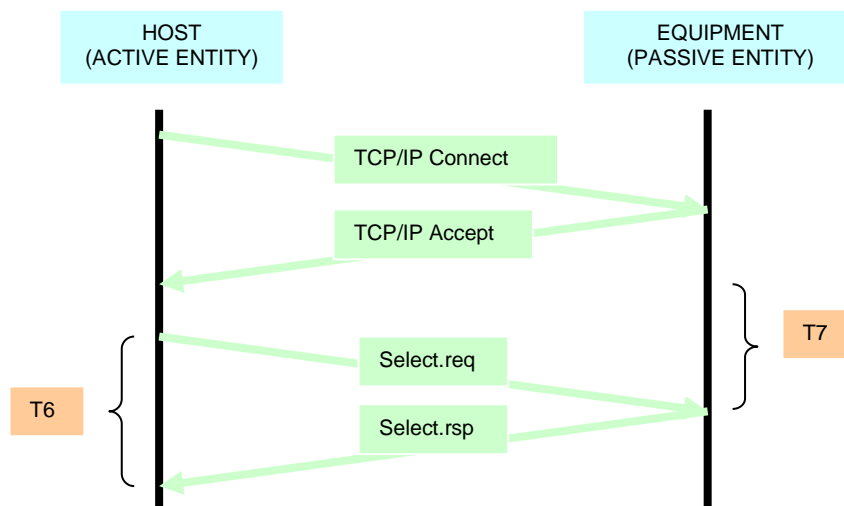 HOST
(ACTIVE ENTITY)
EQUIPMENT
(PASSIVE ENTITY)
TCP/IP Connect
TCP/IP Accept
T7
Select.req
T6
Select.rsp